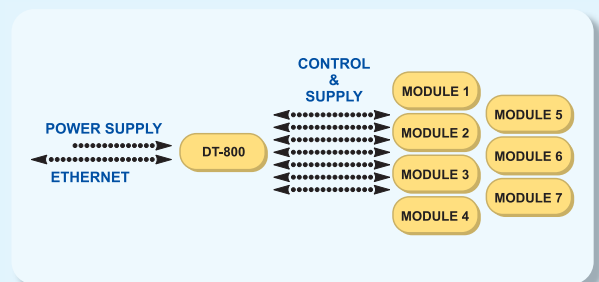 CONTROL
&
SUPPLY
POWER SUPPLY
ETHERNET
DT-800
MODULE 1
MODULE 2
MODULE 3
MODULE 4
MODULE 5
MODULE 6
MODULE 7